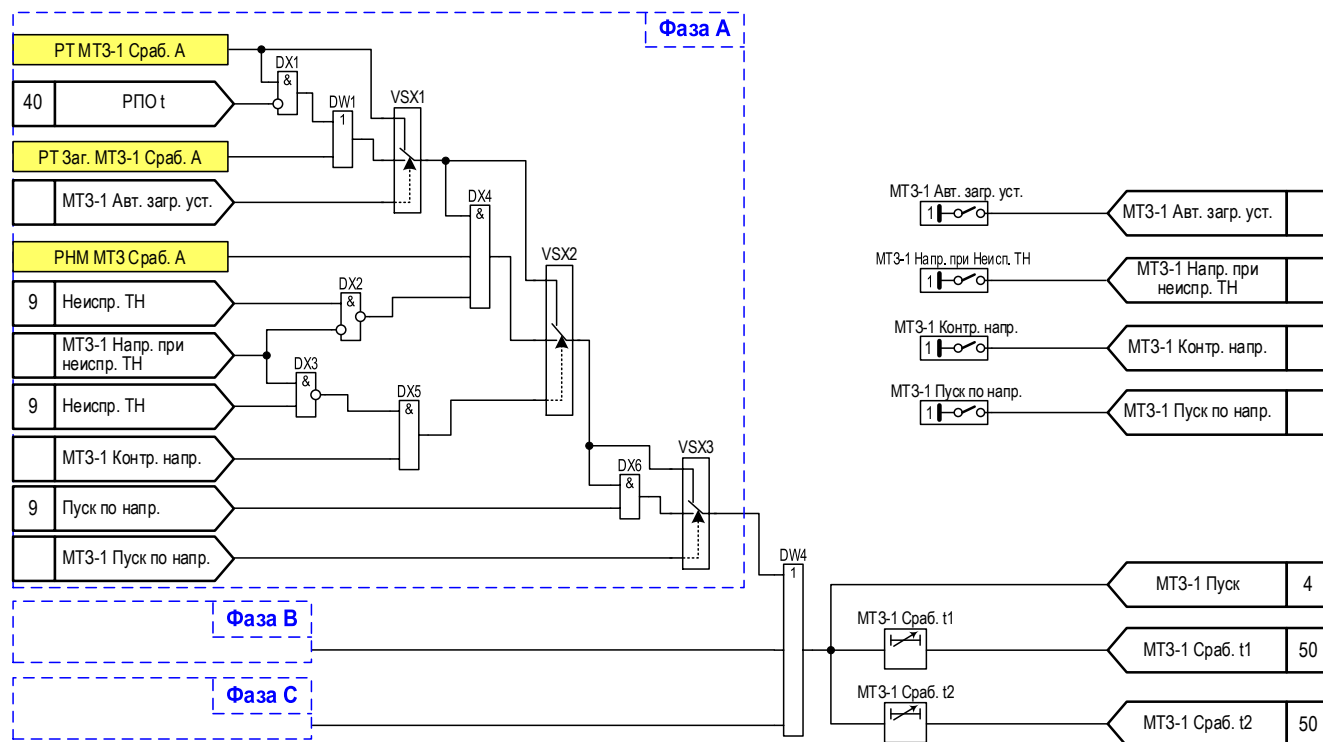 Фаза А
РТ МТЗ-1 Сраб. А
DX1
&
40
РПО t
DW1
1
VSX1
РТ Заг. МТЗ-1 Сраб. А
МТЗ-1 Авт. загр. уст.
DX4
&
РНМ МТЗ Сраб. А
VSX2
9
Неиспр. ТН
DX2
&
МТЗ-1 Напр. при
неиспр. ТН
DX3
&
9
Неиспр. ТН
DX5
&
МТЗ-1 Контр. напр.
VSX3
DX6
&
9
Пуск по напр.
МТЗ-1 Пуск по напр.
DW4
1
Фаза В
Фаза С
МТЗ-1 Авт. загр. уст.
1
МТЗ-1 Авт. загр. уст.
МТЗ-1 Напр. при Неисп. ТН
1
МТЗ-1 Напр. при
неиспр. ТН
МТЗ-1 Контр. напр.
1
МТЗ-1 Контр. напр.
МТЗ-1 Пуск по напр.
1
МТЗ-1 Пуск по напр.
МТЗ-1 Пуск
4
МТЗ-1 Сраб. t1
МТЗ-1 Сраб. t1
50
МТЗ-1 Сраб. t2
МТЗ-1 Сраб. t2
50